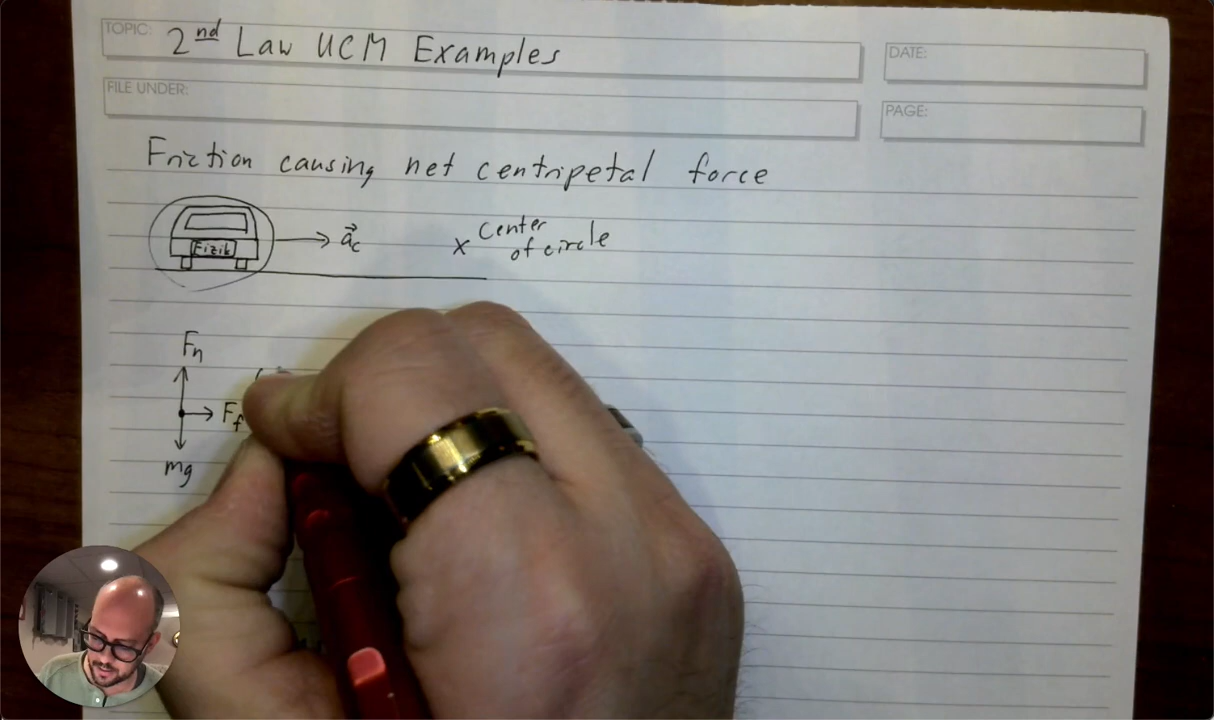 TOPIC: 2nd Law UCM Examples
DATE:
FILE UNDER:
PAGE:
Friction causing net centripetal force
Fizik
a⃗c
x Center
of circle
Fn
Ff
mg